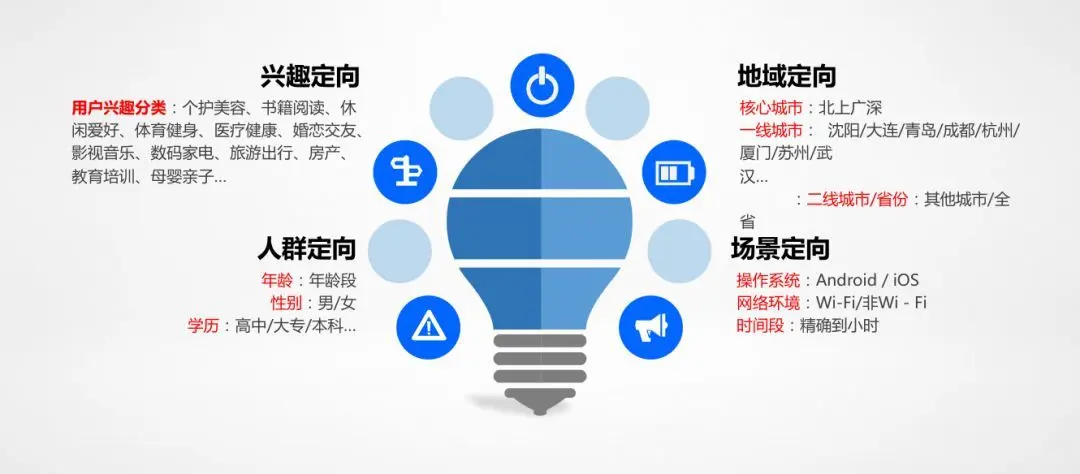 兴趣定向
用户兴趣分类：个护美容、书籍阅读、休
闲爱好、体育健身、医疗健康、婚恋交友、
影视音乐、数码家电、旅游出行、房产、
教育培训、母婴亲子...
地域定向
核心城市：北上广深
一线城市： 沈阳/大连/青岛/成都/杭州/
厦门/苏州/武
汉...
：二线城市/省份：其他城市/全
省
人群定向
年龄：年龄段
性别：男/女
学历：高中/大专/本科...
场景定向
操作系统：Android / iOS
网络环境：Wi-Fi/非Wi - Fi
时间段：精确到小时